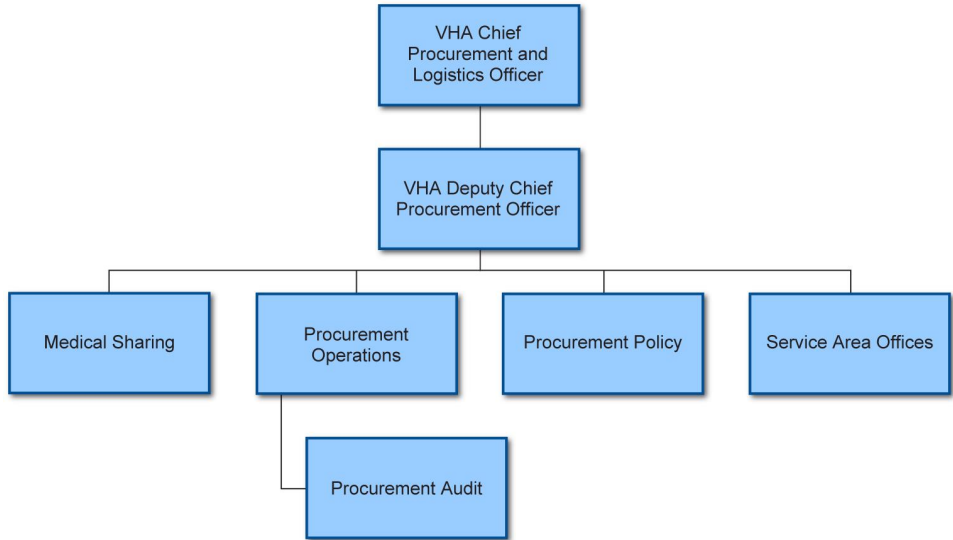 VHA Chief
Procurement and
Logistics Officer
VHA Deputy Chief
Procurement Officer
Medical Sharing
Procurement
Operations
Procurement Policy
Service Area Offices
Procurement Audit